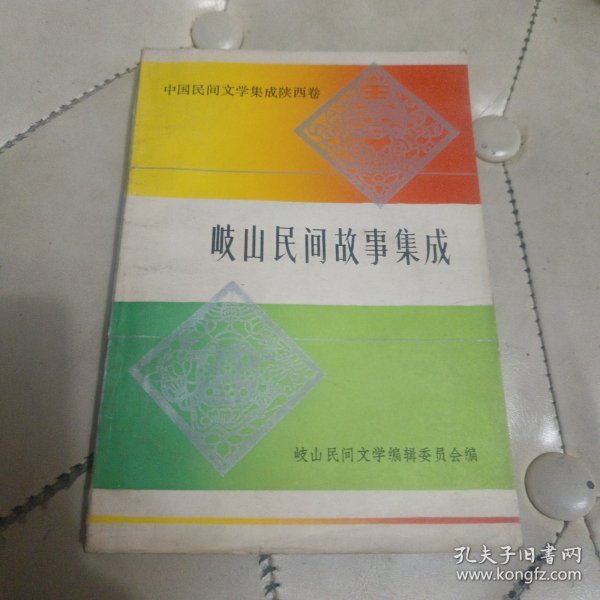 中国民间文学集成陕西卷
岐山民间故事集成
岐山民间文学编辑委员会编
孔夫子旧书网
www.kongfz.com